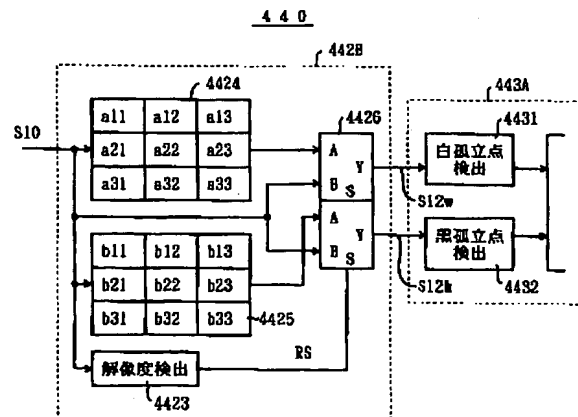 440
442B
4424
443A
S10
a11 a12 a13
a21 a22 a23
a31 a32 a33
4426
A Y
B S
A Y
B S
4431
白孤立点
検出
S12w
b11 b12 b13
b21 b22 b23
b31 b32 b33
4425
黒孤立点
検出
S12k
4432
RS
解像度検出
4423